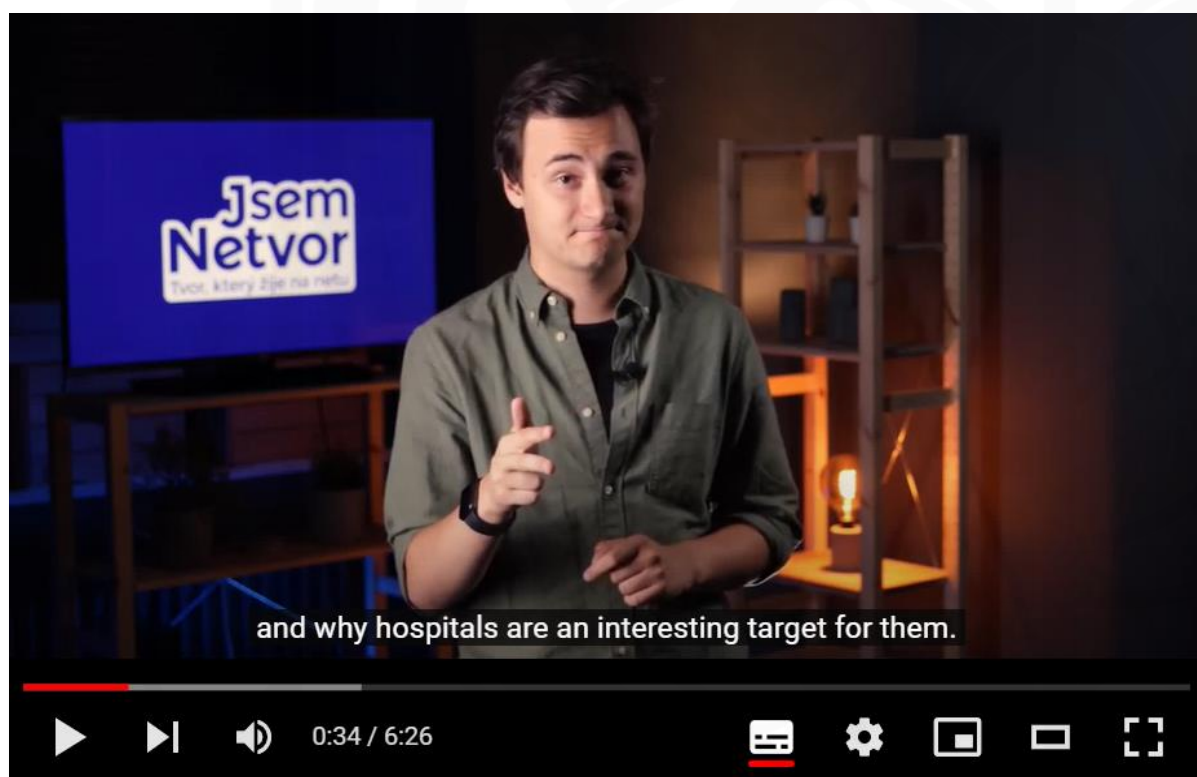 Jsem
Netvor
Tvor, který žije na netu
and why hospitals are an interesting target for them.
0:34 / 6:26